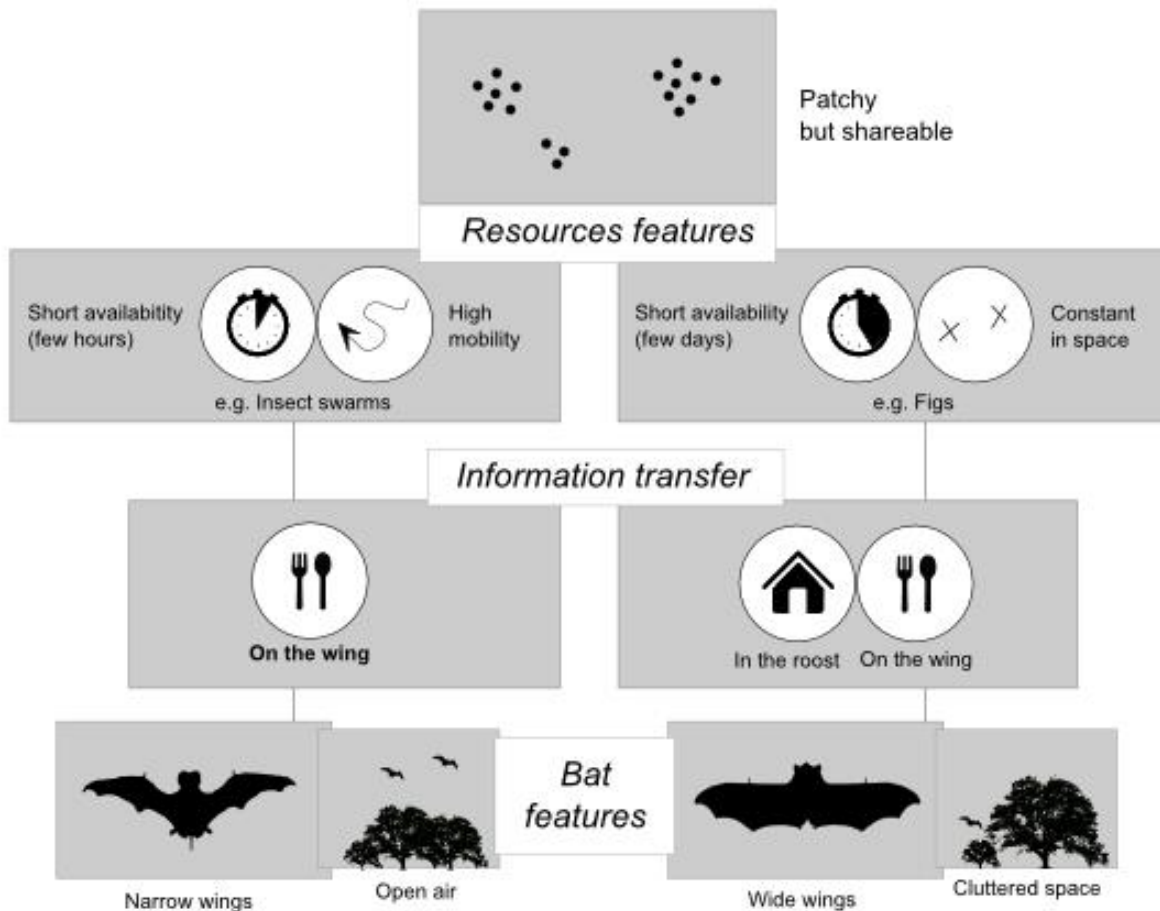 Patchy
but shareable
Resources features
Short availabitity
(few hours)
High
mobility
e.g. Insect swarms
Short availability
(few days)
Constant
in space
e.g. Figs
Information transfer
On the wing
In the roost
On the wing
Bat
features
Narrow wings
Open air
Wide wings
Cluttered space